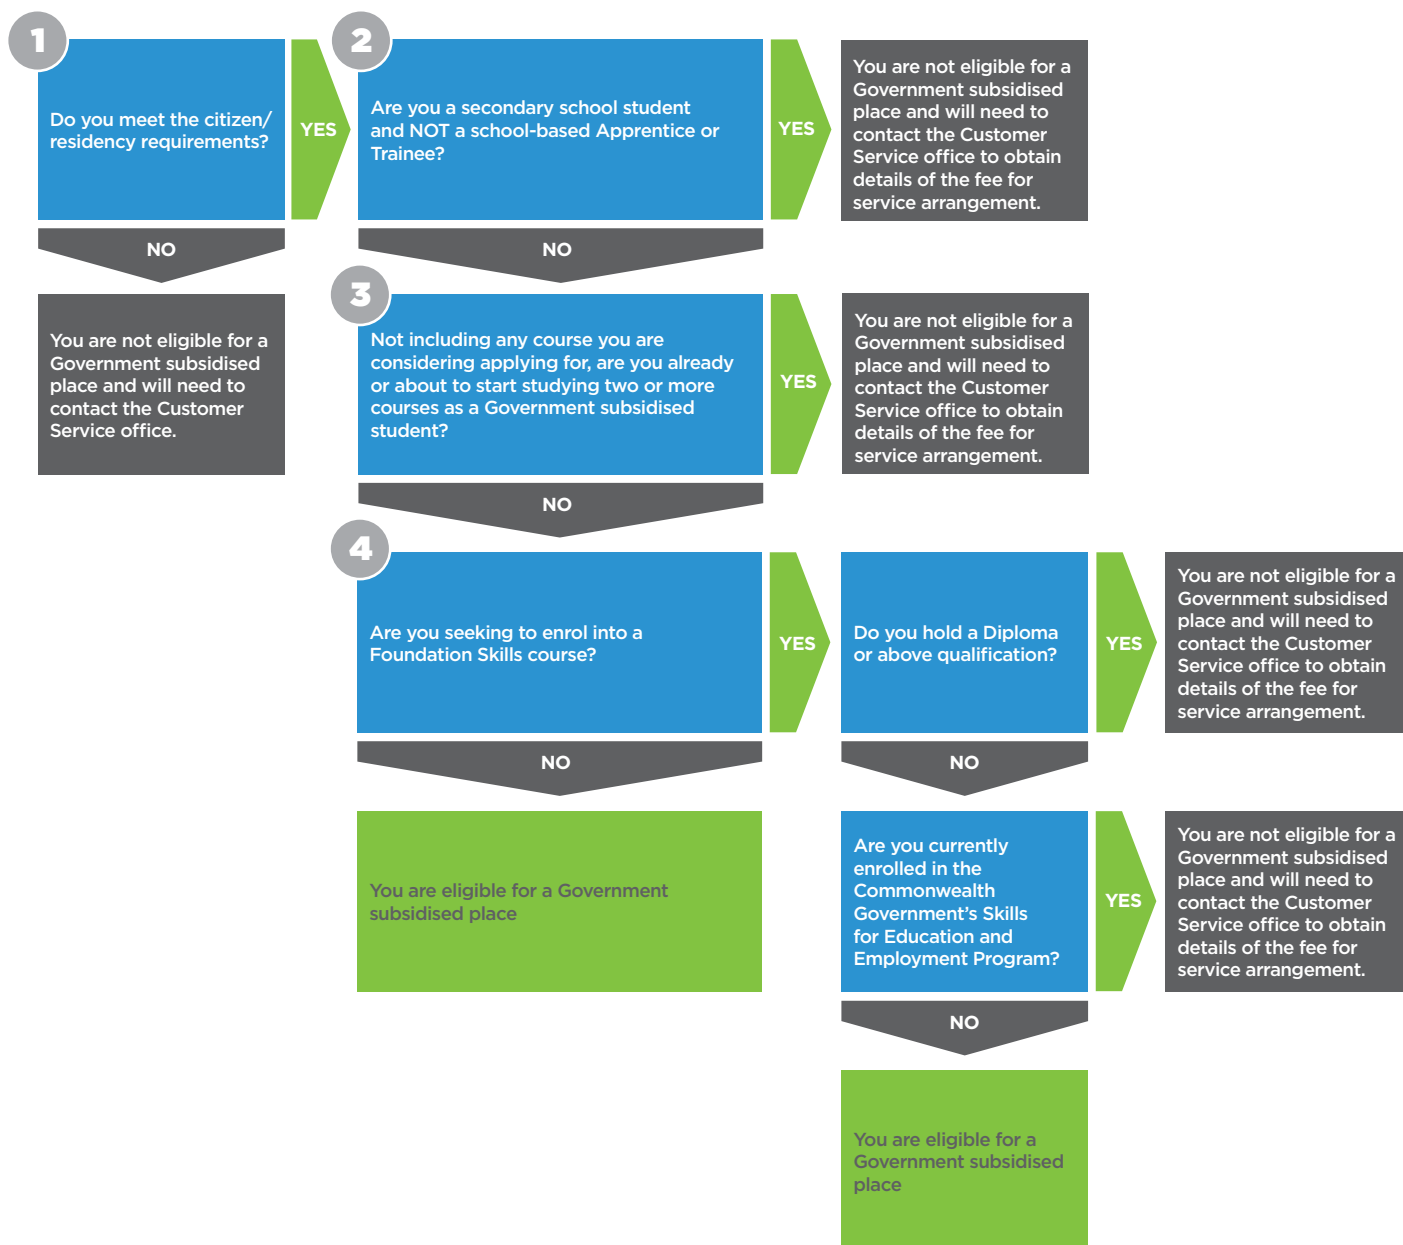 1
Do you meet the citizen/
residency requirements?
YES
2
Are you a secondary school student
and NOT a school-based Apprentice or
Trainee?
YES
You are not eligible for a
Government subsidised
place and will need to
contact the Customer
Service office to obtain
details of the fee for
service arrangement.
NO
NO
You are not eligible for a
Government subsidised
place and will need to
contact the Customer
Service office.
3
Not including any course you are
considering applying for, are you already
or about to start studying two or more
courses as a Government subsidised
student?
YES
You are not eligible for a
Government subsidised
place and will need to
contact the Customer
Service office to obtain
details of the fee for
service arrangement.
NO
4
Are you seeking to enrol into a
Foundation Skills course?
YES
Do you hold a Diploma
or above qualification?
YES
You are not eligible for a
Government subsidised
place and will need to
contact the Customer
Service office to obtain
details of the fee for
service arrangement.
NO
NO
You are eligible for a Government
subsidised place
Are you currently
enrolled in the
Commonwealth
Government’s Skills
for Education and
Employment Program?
YES
You are not eligible for a
Government subsidised
place and will need to
contact the Customer
Service office to obtain
details of the fee for
service arrangement.
NO
You are eligible for a
Government subsidised
place